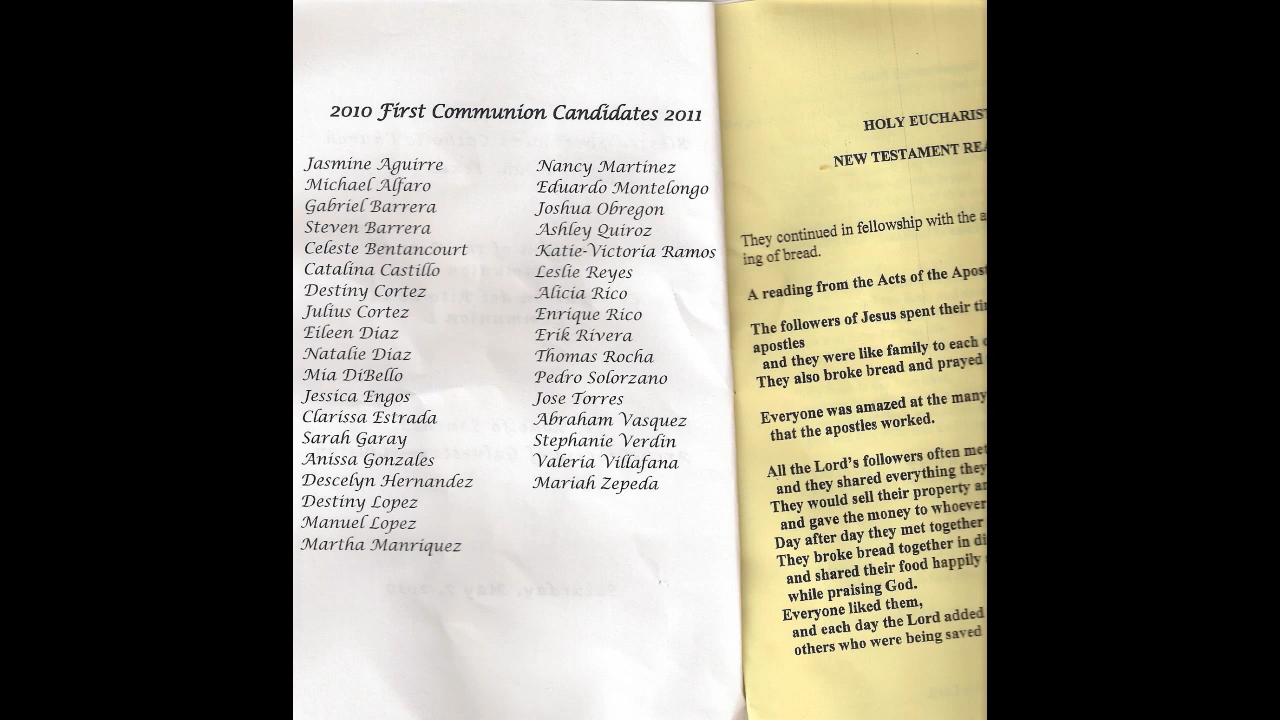 2010 First Communion Candidates 2011
Jasmine Aguirre
Michael Alfaro
Gabriel Barrera
Steven Barrera
Celeste Bentancourt
Catalina Castillo
Destiny Cortez
Julius Cortez
Eileen Diaz
Natalie Diaz
Mia DiBello
Jessica Engos
Clarissa Estrada
Sarah Garay
Anissa Gonzales
Descelyn Hernandez
Destiny Lopez
Manuel Lopez
Martha Manriquez
Nancy Martinez
Eduardo Montelongo
Joshua Obregon
Ashley Quiroz
Katie-Victoria Ramos
Leslie Reyes
Alicia Rico
Enrique Rico
Erik Rivera
Thomas Rocha
Pedro Solorzano
Jose Torres
Abraham Vasquez
Stephanie Verdin
Valeria Villafana
Mariah Zepeda
HOLY EUCHARIST
NEW TESTAMENT
They continued in fellowship with the
ing of bread.
A reading from the Acts of the
The followers of Jesus spent their
apostles
and they were like family to each
They also broke bread and prayed
Everyone was amazed at the many
that the apostles worked.
All the Lord's followers often
and they shared everything they
They would sell their property
and gave the money to whoever
Day after day they met together
They broke bread together in
and shared their food happily
while praising God.
Everyone liked them,
and each day the Lord added
others who were being saved